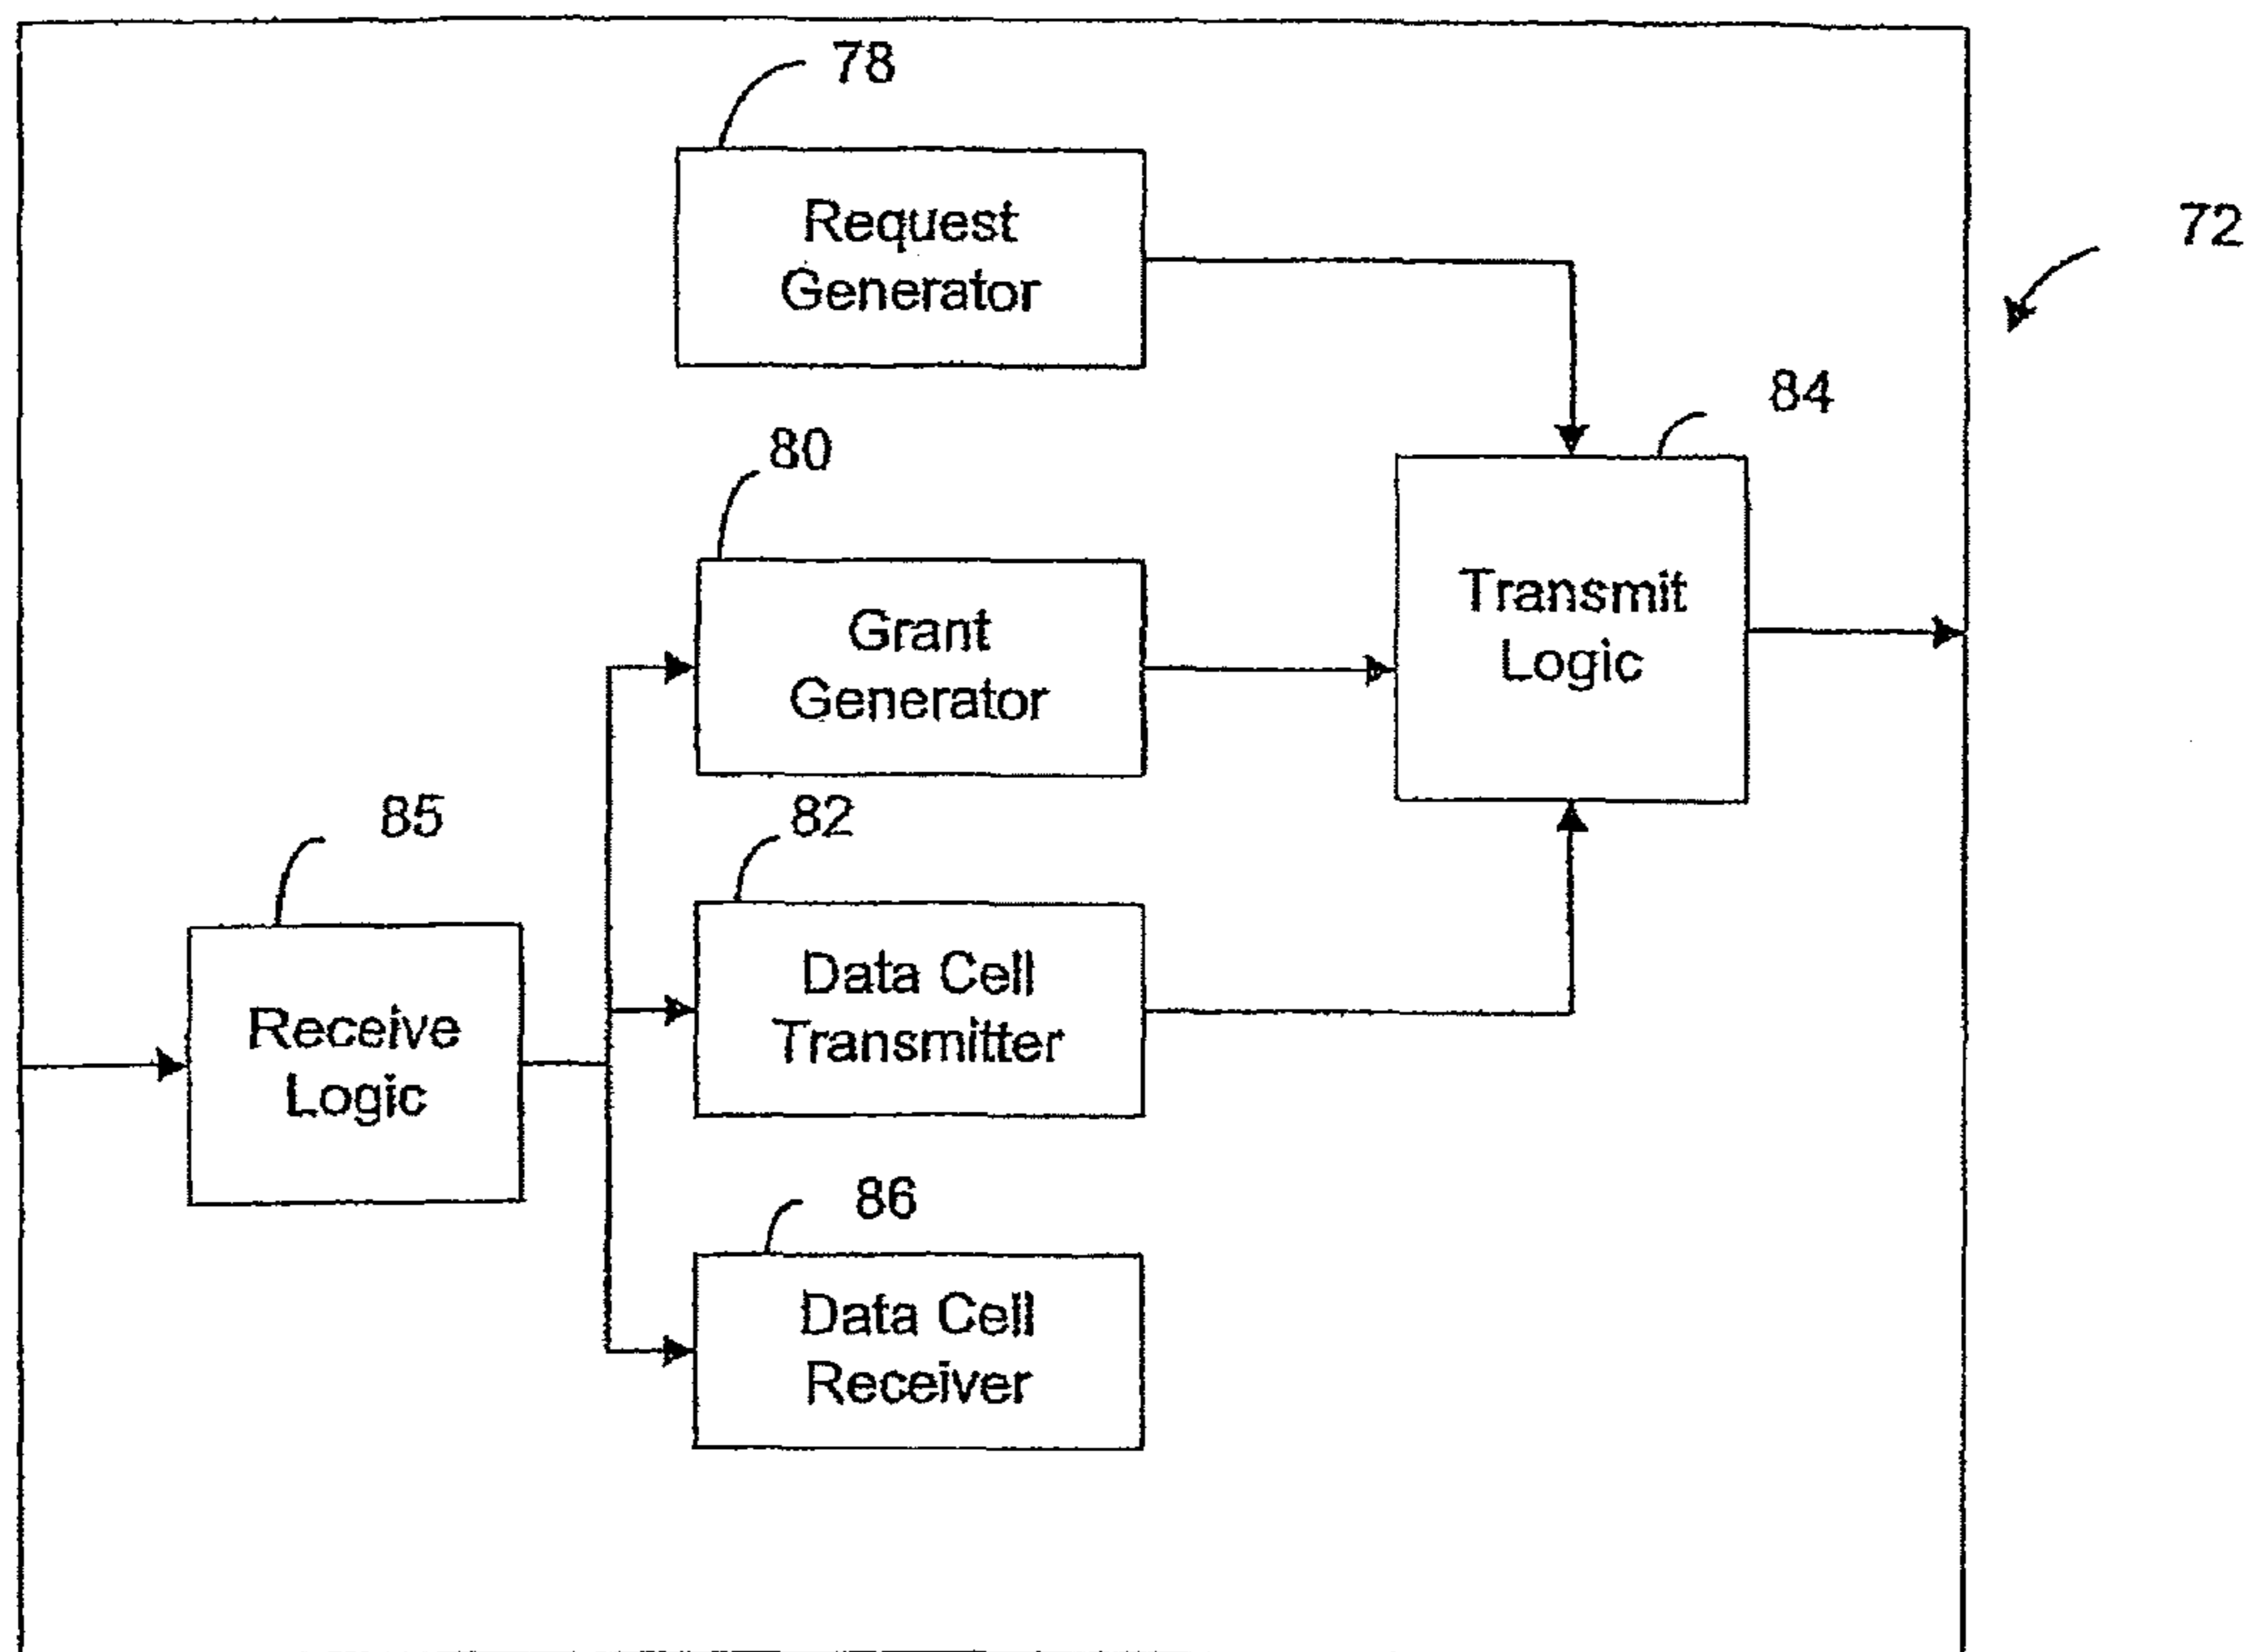 78
Request
Generator
72
84
80
Grant
Generator
Transmit
Logic
85
82
Receive
Logic
Data Cell
Transmitter
86
Data Cell
Receiver